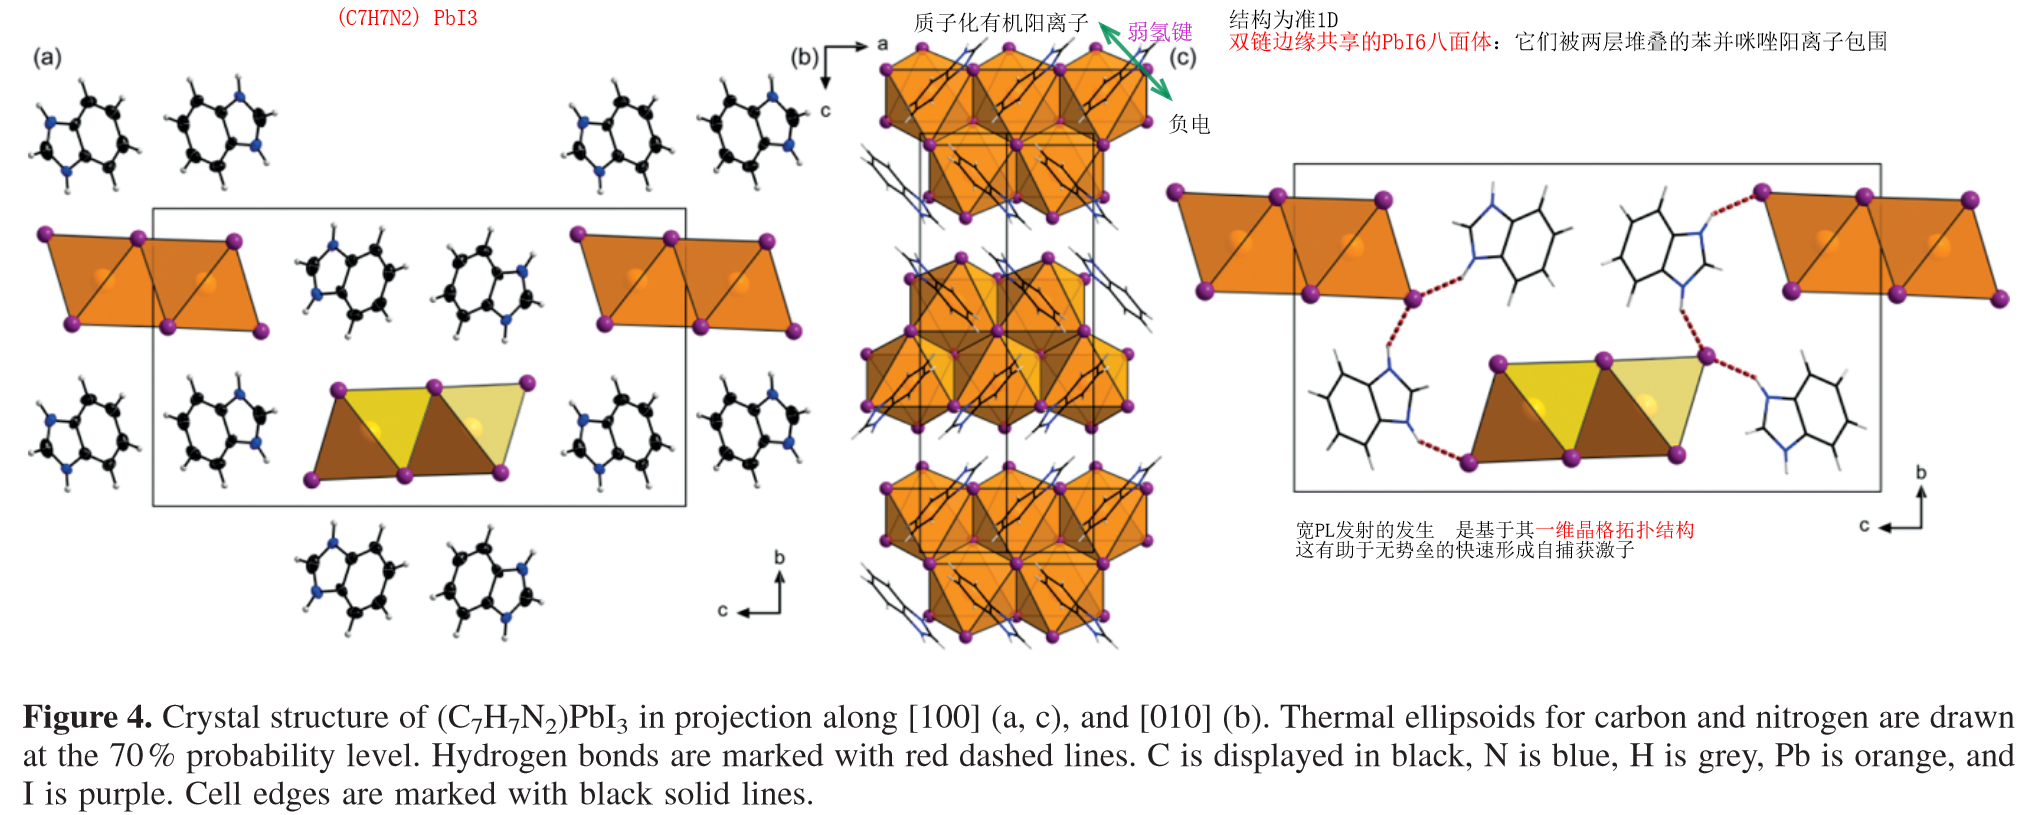 (C7H7N2) PbI3
(a)
(b)
a
c
质子化有机阳离子
弱氢键
(c)
负电
结构为准1D
双链边缘共享的PbI6八面体：它们被两层堆叠的苯并咪唑阳离子包围
b
c
b
c
宽PL发射的发生 是基于其一维晶格拓扑结构
这有助于无势垒的快速形成自捕获激子
Figure 4. Crystal structure of (C₇H₇N₂)PbI₃ in projection along [100] (a, c), and [010] (b). Thermal ellipsoids for carbon and nitrogen are drawn
at the 70 % probability level. Hydrogen bonds are marked with red dashed lines. C is displayed in black, N is blue, H is grey, Pb is orange, and
I is purple. Cell edges are marked with black solid lines.